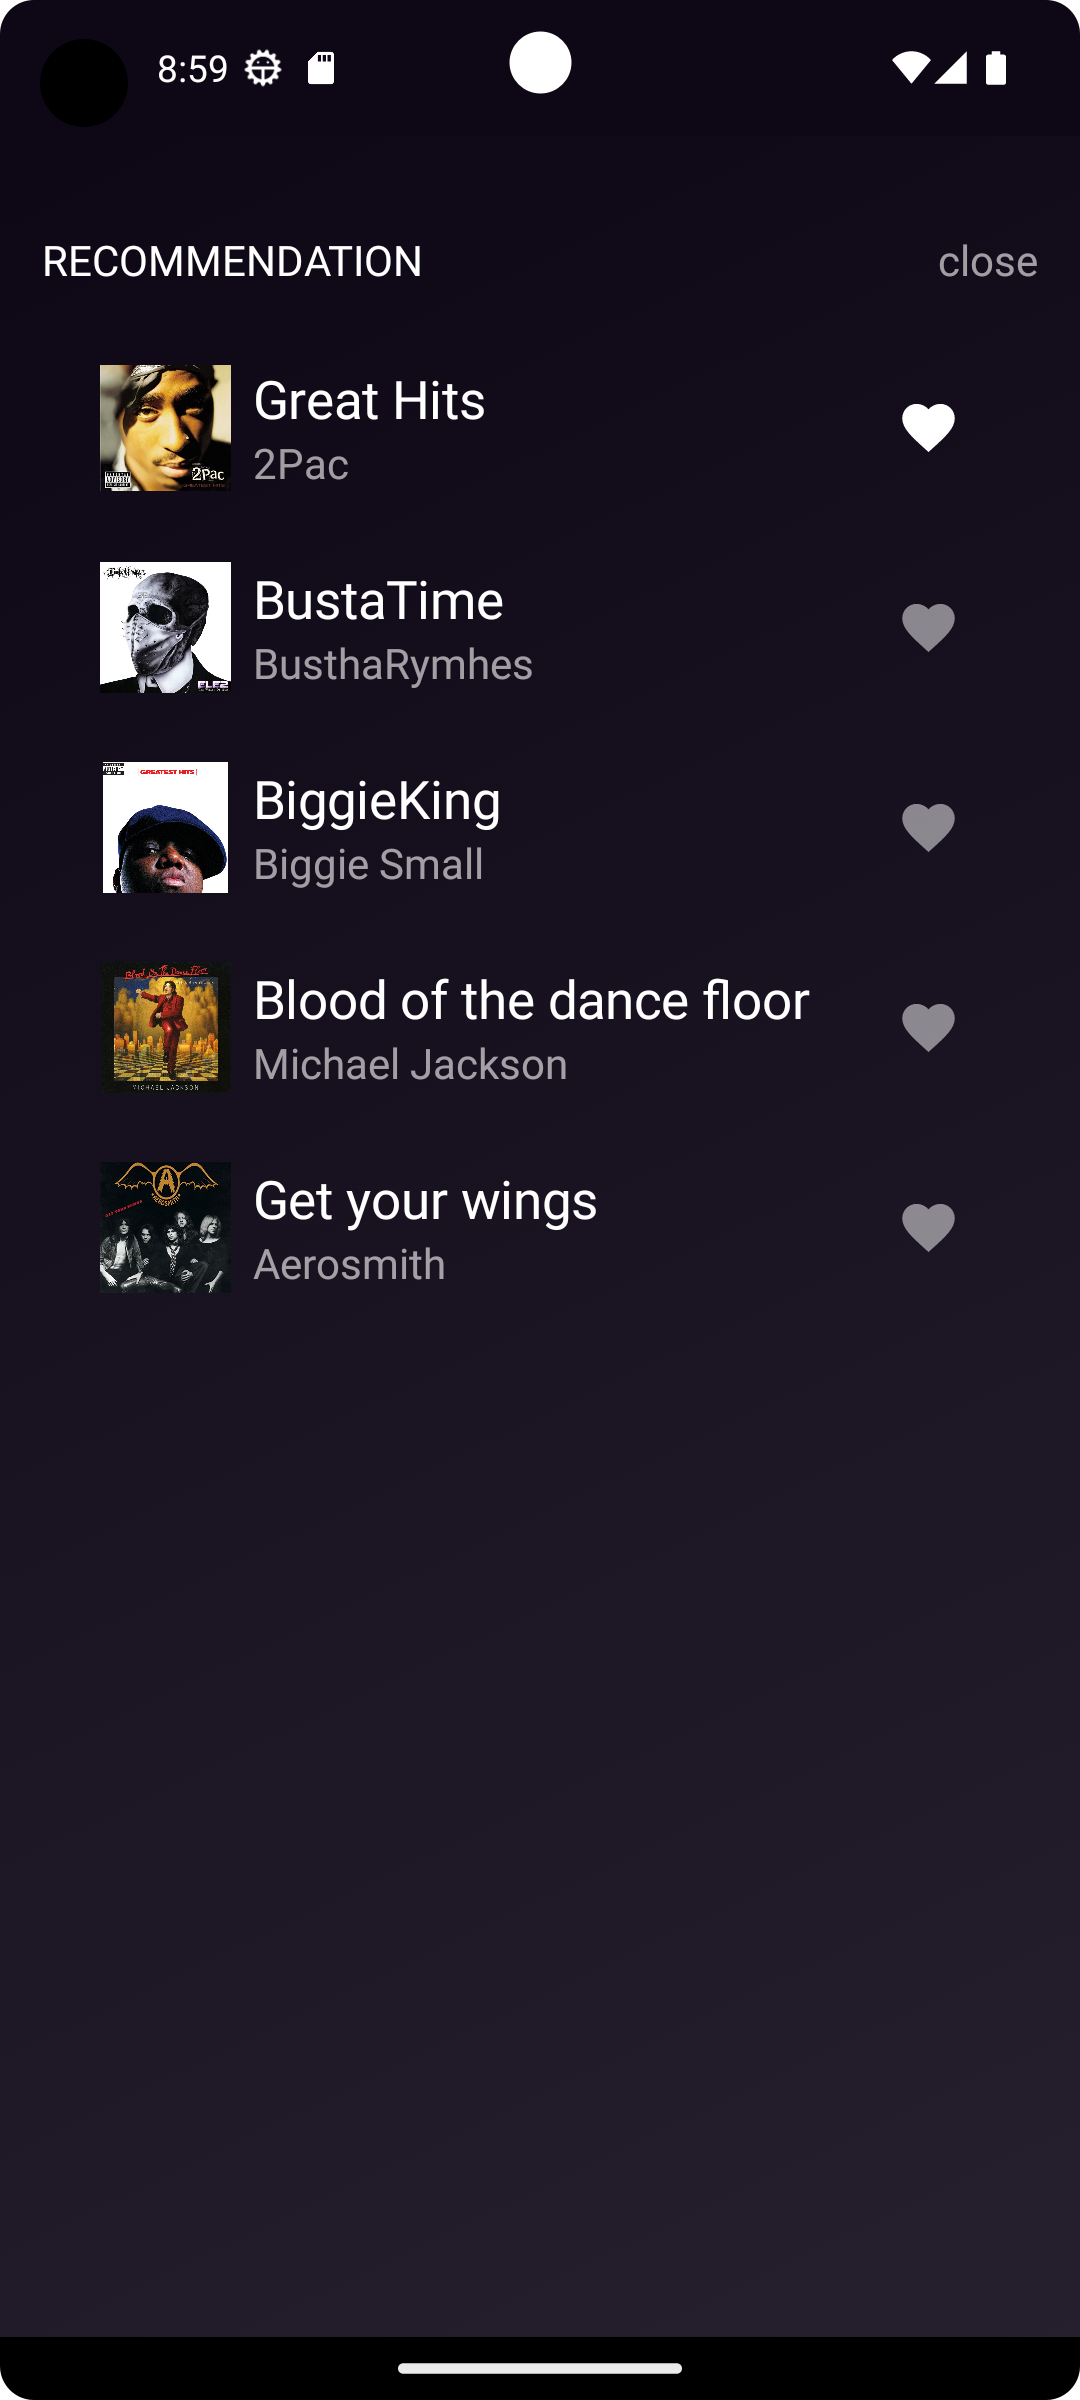 8:59
RECOMMENDATION
close
Great Hits
2Pac
2Pac
BustaTime
BusthaRymhes
GREATEST HITS
BiggieKing
Biggie Small
Blood of the dance floor
Michael Jackson
MICHAEL JACKSON
Get your wings
Aerosmith